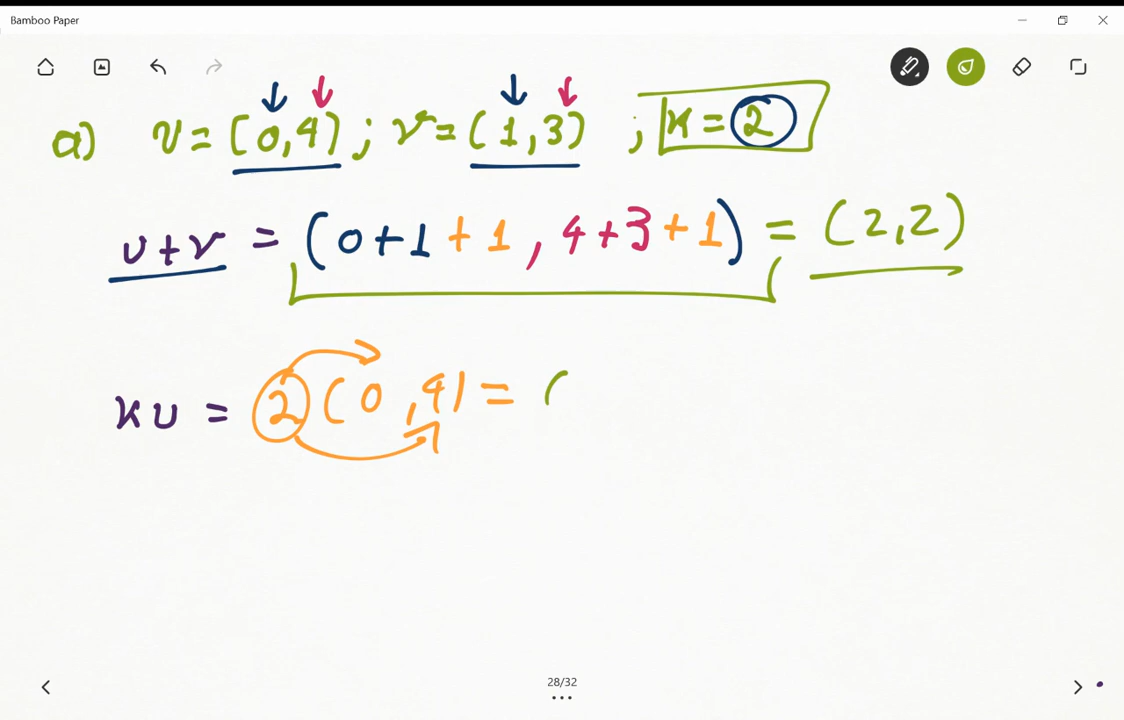 Bamboo Paper
a) v = (0,4) ; v = (1,3) ; k = 2
u + v = (0+1+1, 4+3+1) = (2,2)
ku = 2(0,4) = (
28/32